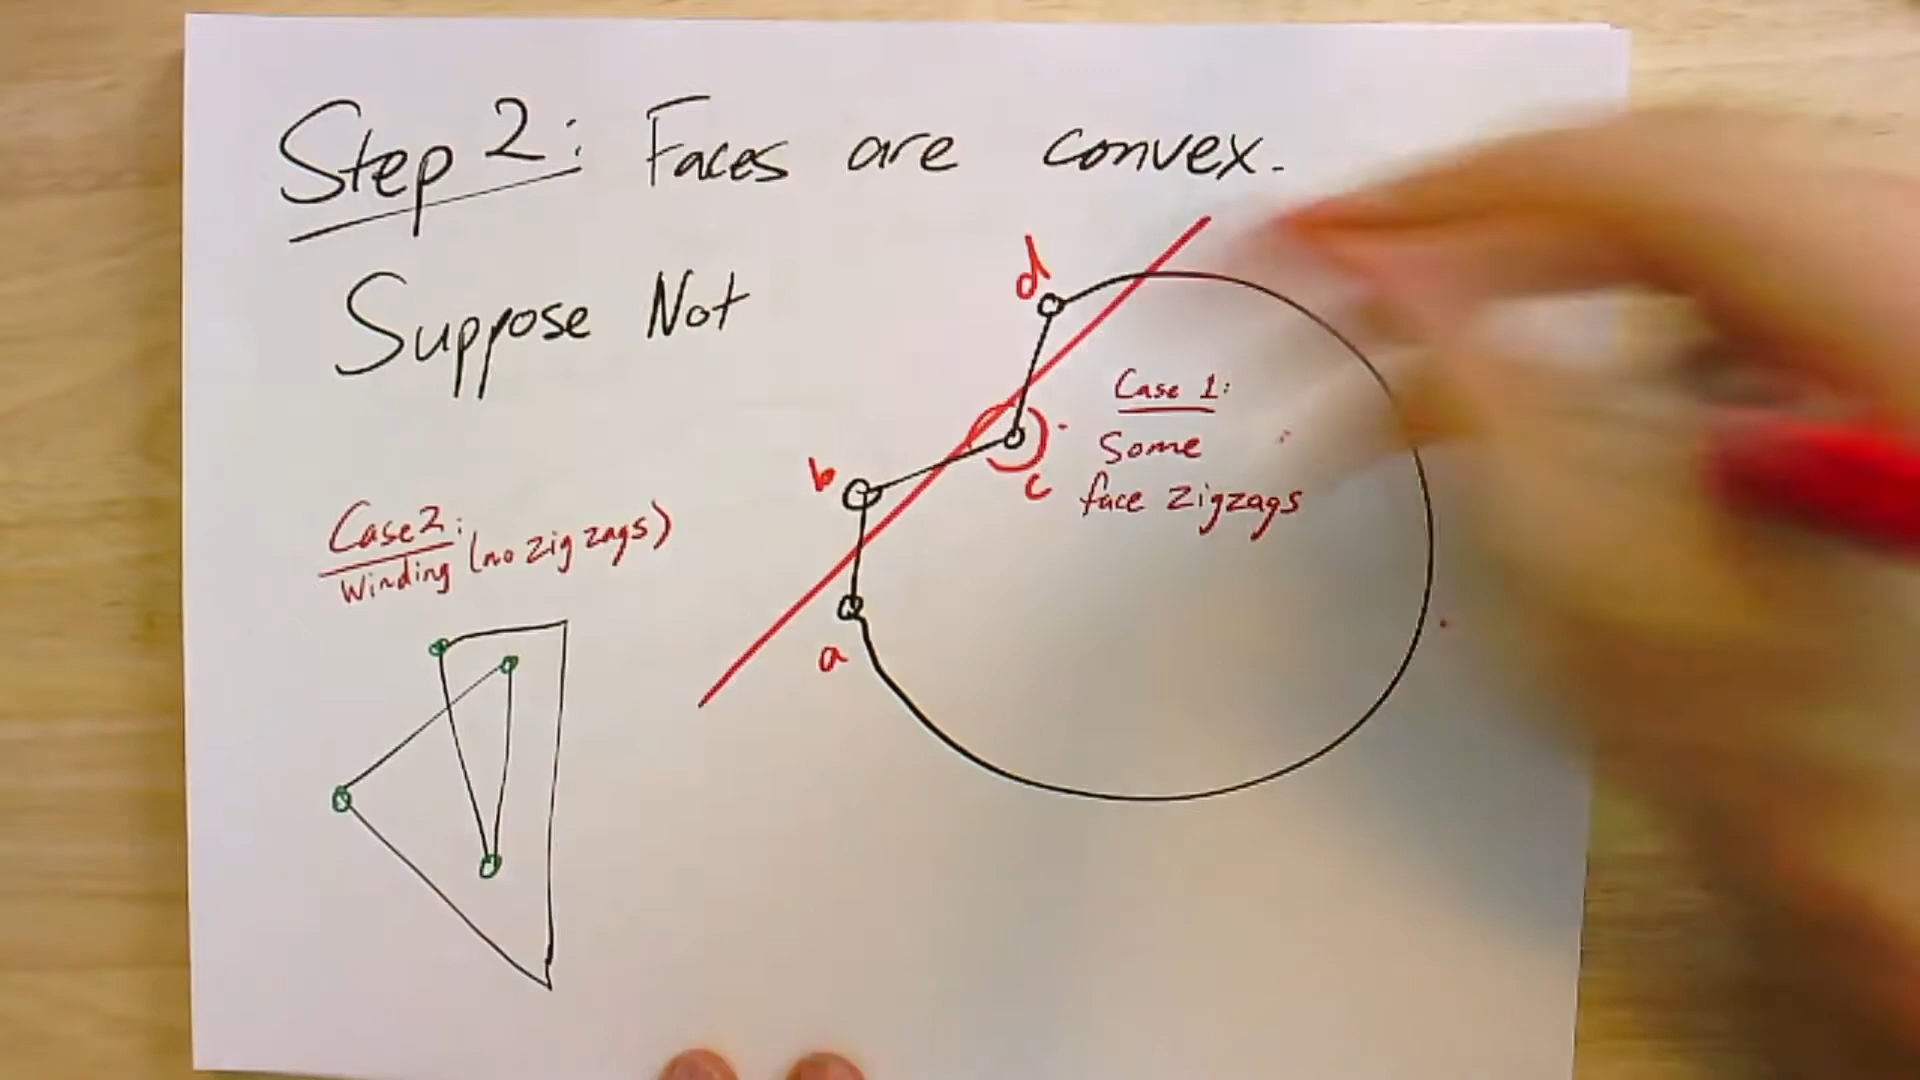 Step 2: Faces are convex.
Suppose Not
d
Case 1:
Some
face zigzags
b
c
a
Case 2:
Winding (no zig zags)